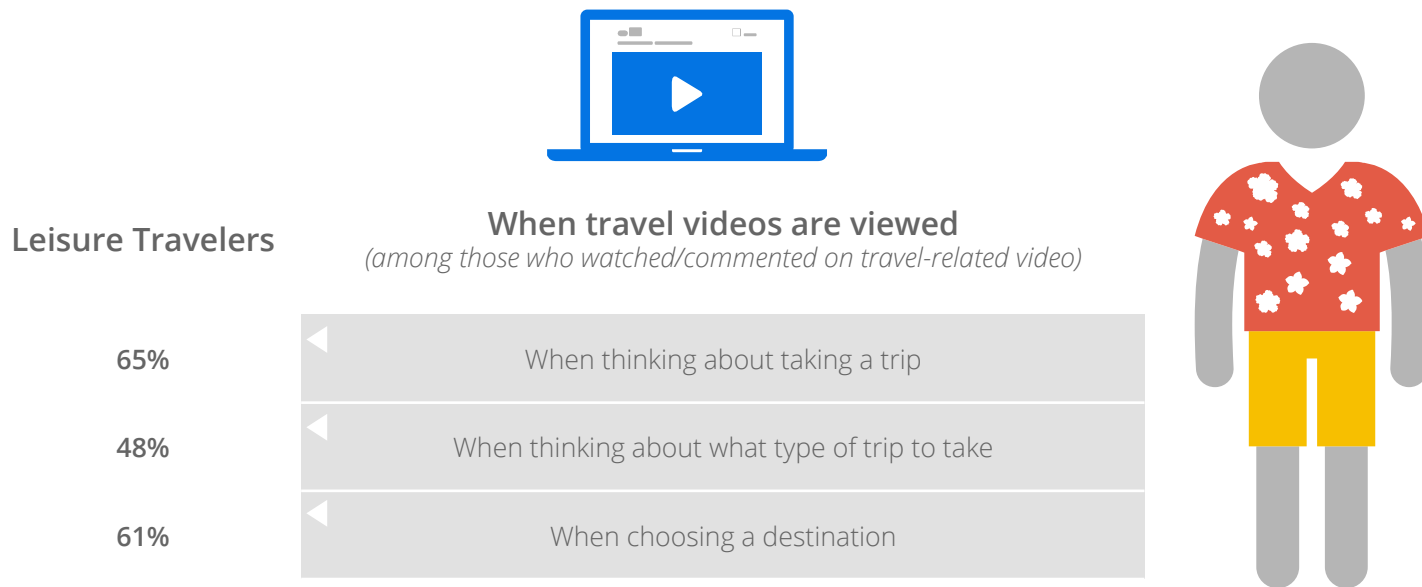 Leisure Travelers
When travel videos are viewed
(among those who watched/commented on travel-related video)
65%
When thinking about taking a trip
48%
When thinking about what type of trip to take
61%
When choosing a destination